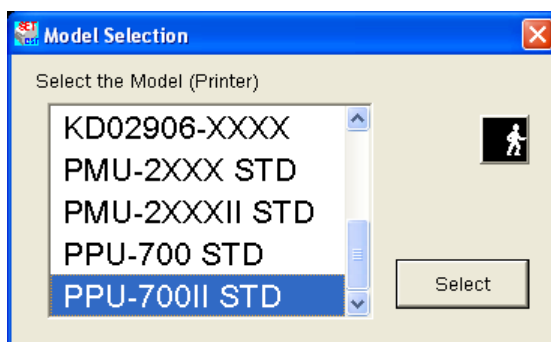 SET
Model Selection
Select the Model (Printer)
KD02906-XXXX
PMU-2XXX STD
PMU-2XXXII STD
PPU-700 STD
PPU-700II STD
Select